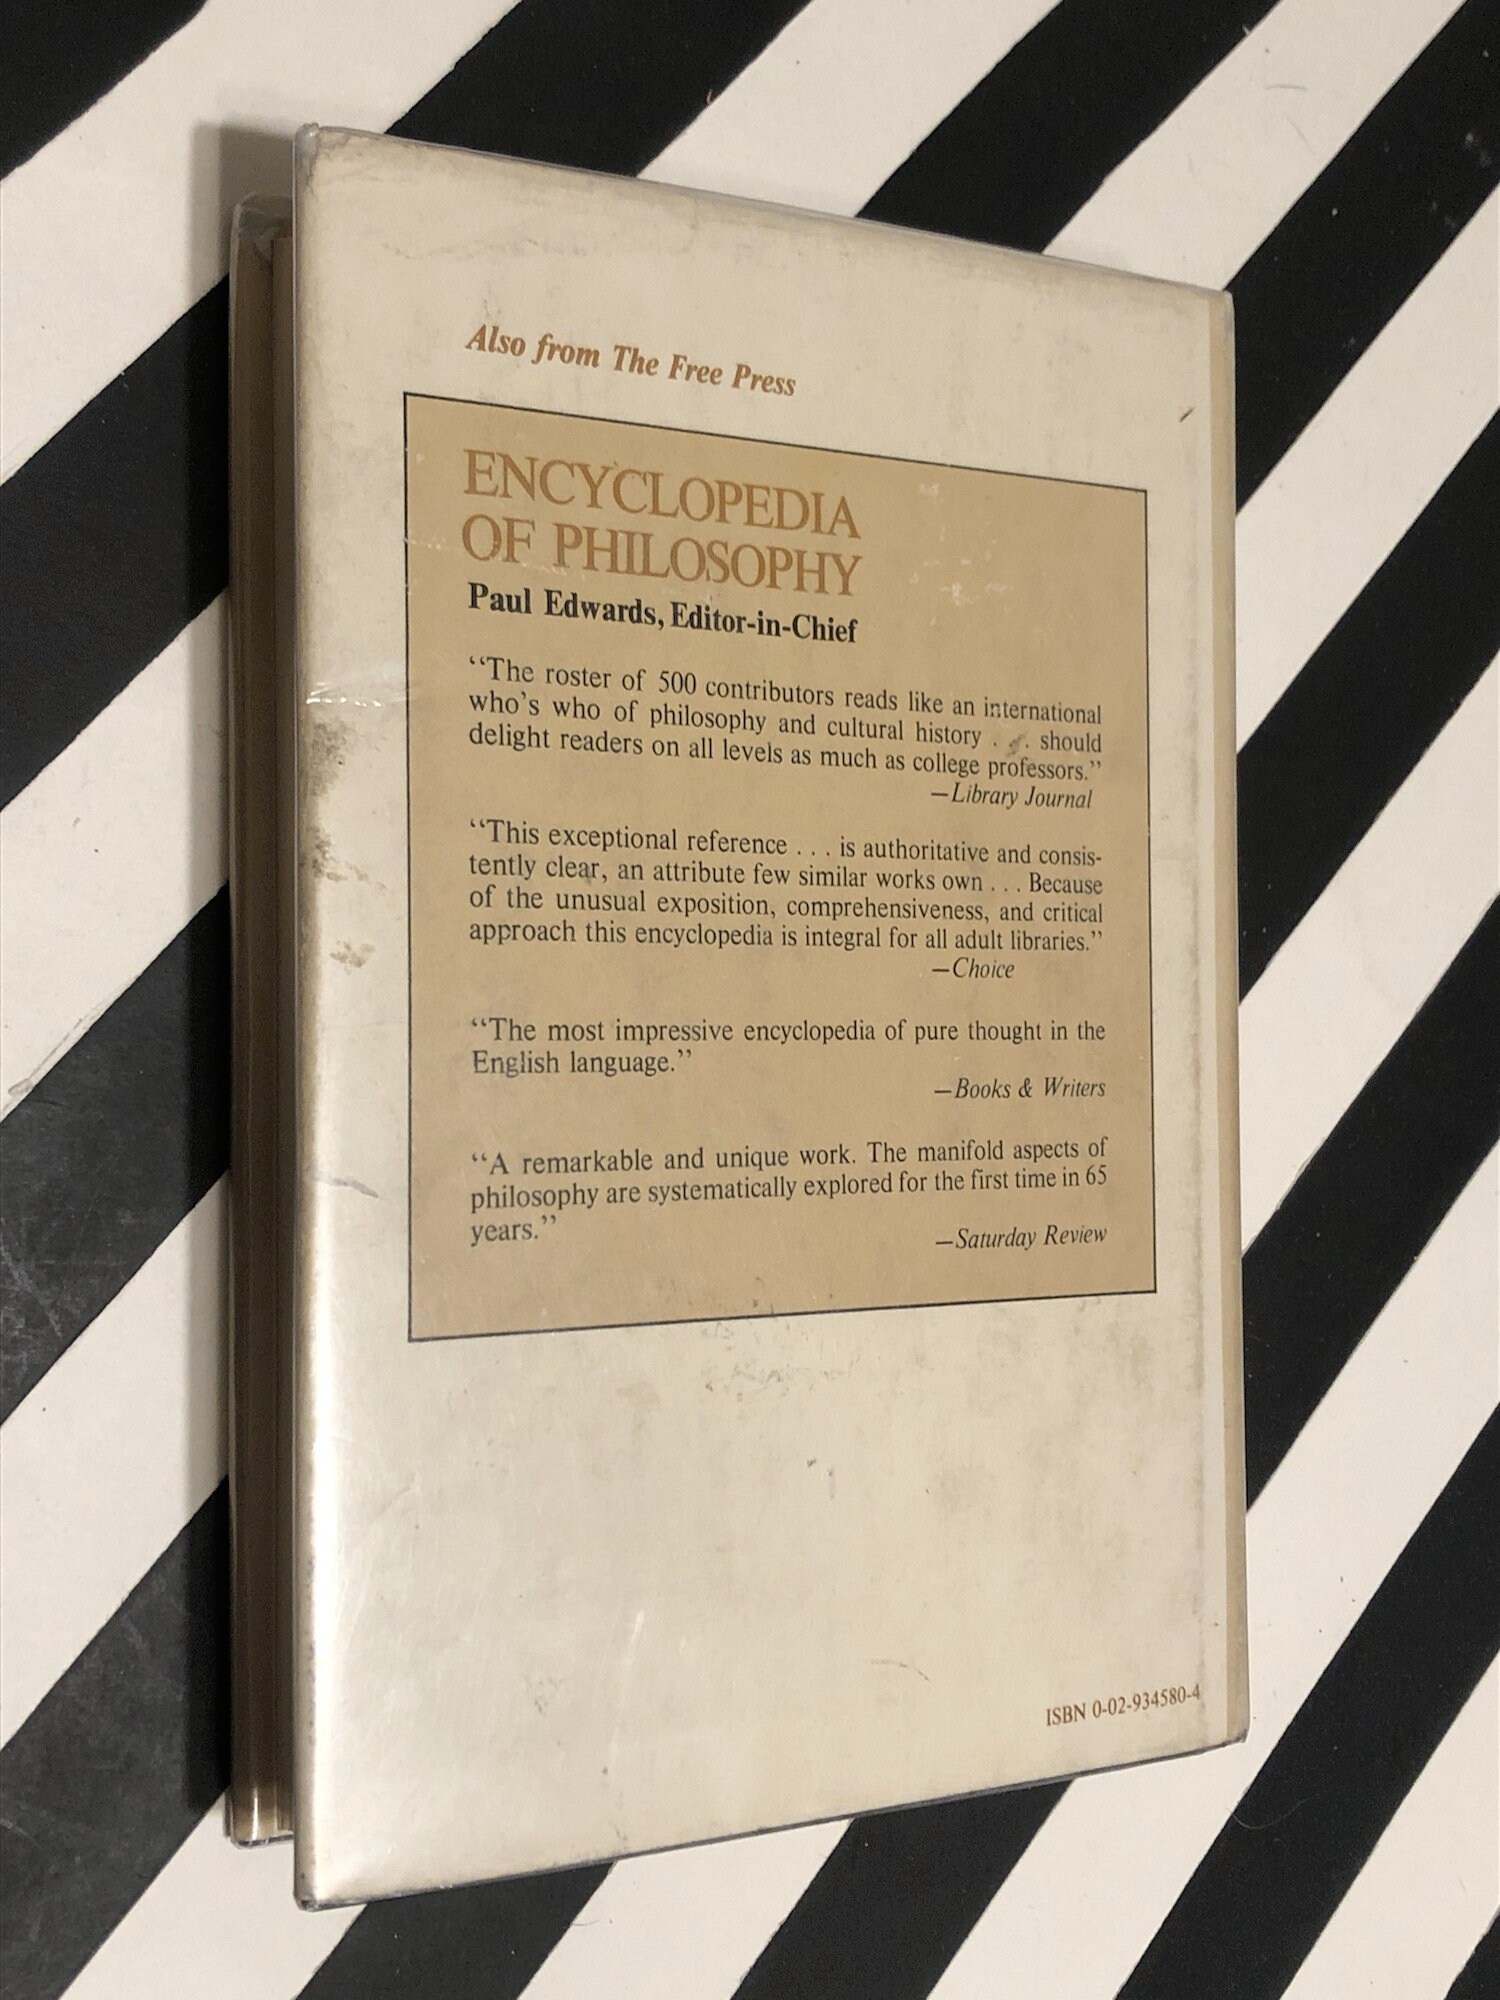 Also from The Free Press
ENCYCLOPEDIA
OF PHILOSOPHY
Paul Edwards, Editor-in-Chief
“The roster of 500 contributors reads like an international
who’s who of philosophy and cultural history . . . should
delight readers on all levels as much as college professors.”
—Library Journal
“This exceptional reference . . . is authoritative and consis-
tently clear, an attribute few similar works own . . . Because
of the unusual exposition, comprehensiveness, and critical
approach this encyclopedia is integral for all adult libraries.”
—Choice
“The most impressive encyclopedia of pure thought in the
English language.”
—Books & Writers
“A remarkable and unique work. The manifold aspects of
philosophy are systematically explored for the first time in 65
years.”
—Saturday Review
ISBN 0-02-934580-4